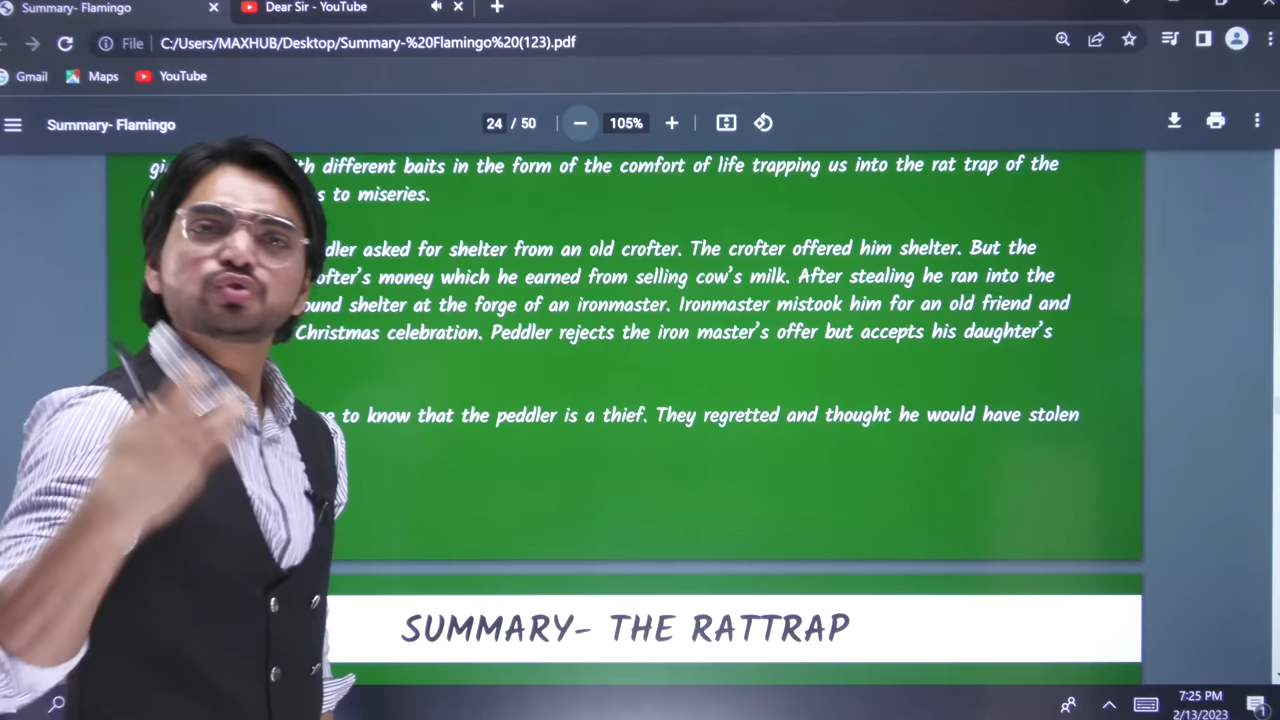 Summary- Flamingo
Dear Sir - YouTube
File C:/Users/MAXHUB/Desktop/Summary-%20Flamingo%20(123).pdf
Gmail Maps YouTube
Summary- Flamingo 24 / 50 105%
different baits in the form of the comfort of life trapping us into the rat trap of the
to miseries.
asked for shelter from an old crofter. The crofter offered him shelter. But the
money which he earned from selling cow's milk. After stealing he ran into the
shelter at the forge of an ironmaster. Ironmaster mistook him for an old friend and
Christmas celebration. Peddler rejects the iron master's offer but accepts his daughter's
to know that the peddler is a thief. They regretted and thought he would have stolen
SUMMARY- THE RATTRAP
7:25 PM
2/13/2023